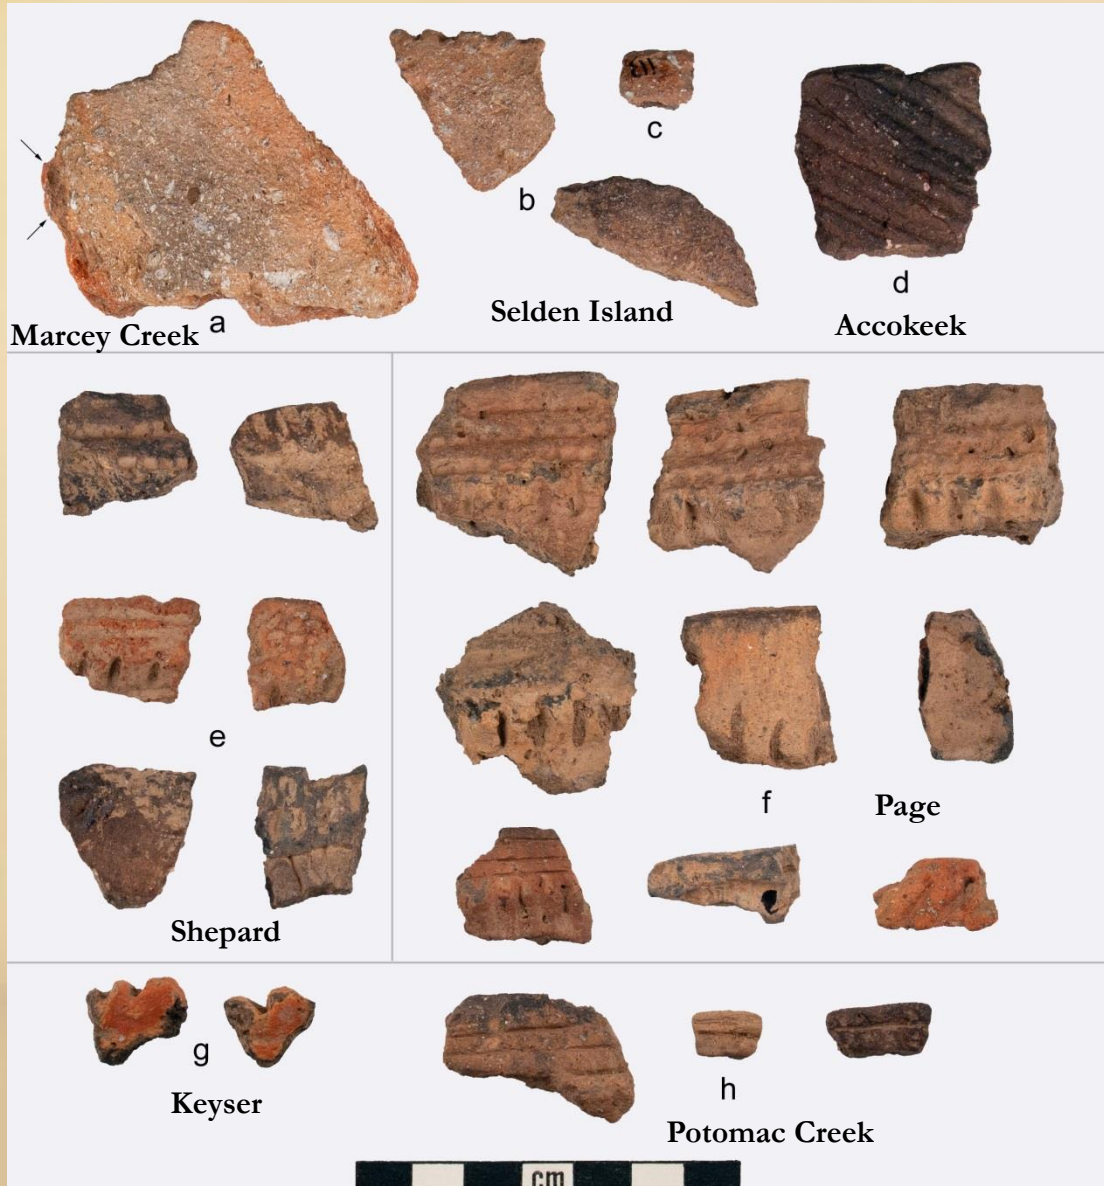 a
Marcey Creek
b
Selden Island
c
d
Accokeek
e
Shepard
f
Page
g
Keyser
h
Potomac Creek
cm